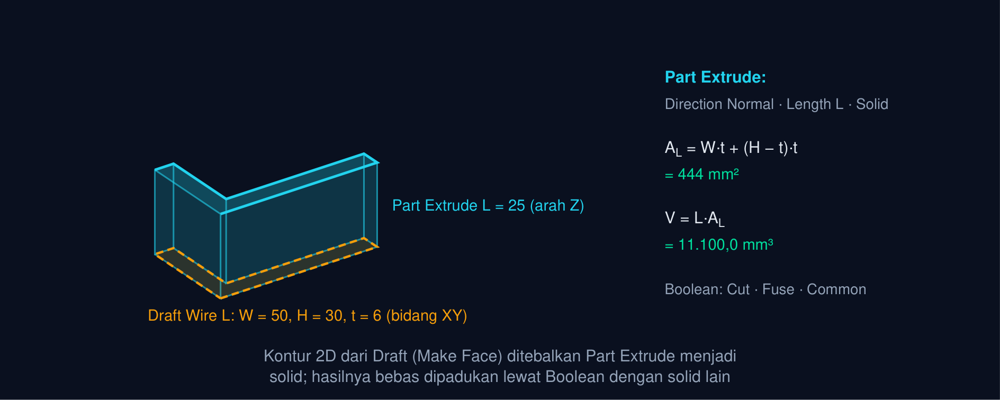 Part Extrude:
Direction Normal · Length L · Solid
A_L = W·t + (H − t)·t
= 444 mm²
Part Extrude L = 25 (arah Z)
V = L·A_L
= 11.100,0 mm³
Boolean: Cut · Fuse · Common
Draft Wire L: W = 50, H = 30, t = 6 (bidang XY)
Kontur 2D dari Draft (Make Face) ditebalkan Part Extrude menjadi
solid; hasilnya bebas dipadukan lewat Boolean dengan solid lain